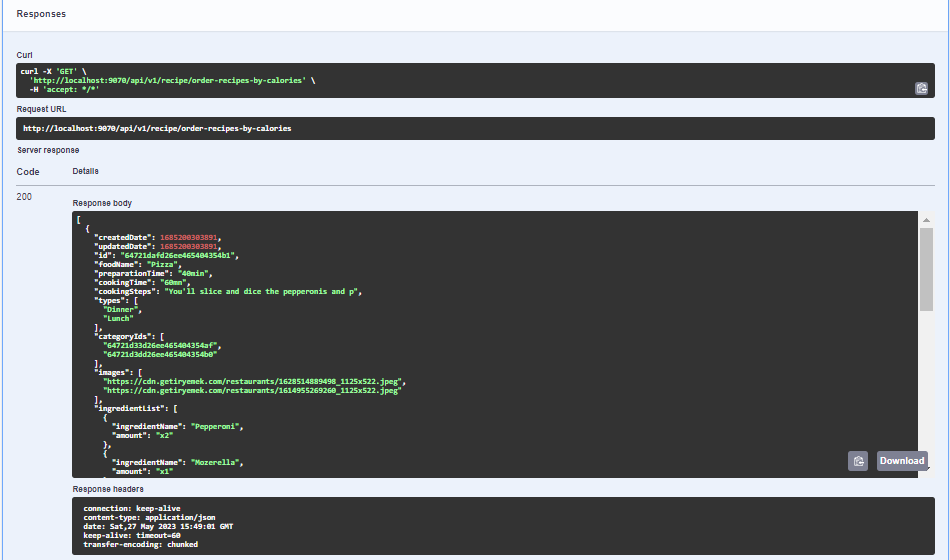 Responses
Curl
curl -X 'GET' \
'http://localhost:9070/api/v1/recipe/order-recipes-by-calories' \
-H 'accept: */*'
Request URL
http://localhost:9070/api/v1/recipe/order-recipes-by-calories
Server response
Code Details
200
Response body
[
{
"createdDate": 1685200303891,
"updatedDate": 1685200303891,
"id": "64721dafd26ee465404354b1",
"foodName": "Pizza",
"preparationTime": "40min",
"cookingTime": "60mn",
"cookingSteps": "You'll slice and dice the pepperonis and p",
"types": [
"Dinner",
"Lunch"
],
"categoryIds": [
"64721d33d26ee465404354af",
"64721d3dd26ee465404354b0"
],
"images": [
"https://cdn.getiryemek.com/restaurants/1628514889498_1125x522.jpeg",
"https://cdn.getiryemek.com/restaurants/1614955269260_1125x522.jpeg"
],
"ingredientList": [
{
"ingredientName": "Pepperoni",
"amount": "x2"
},
{
"ingredientName": "Mozerella",
"amount": "x1"
Download
Response headers
connection: keep-alive
content-type: application/json
date: Sat,27 May 2023 15:49:01 GMT
keep-alive: timeout=60
transfer-encoding: chunked